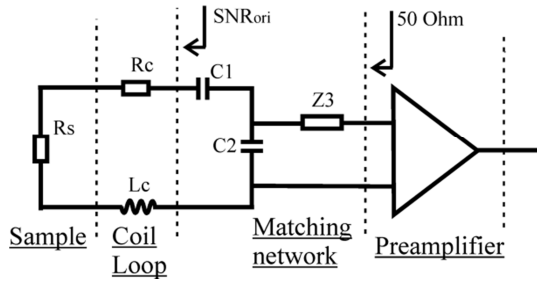 SNRori
50 Ohm
Rc
C1
Z3
Rs
C2
Lc
Sample
Coil
Loop
Matching
network
Preamplifier